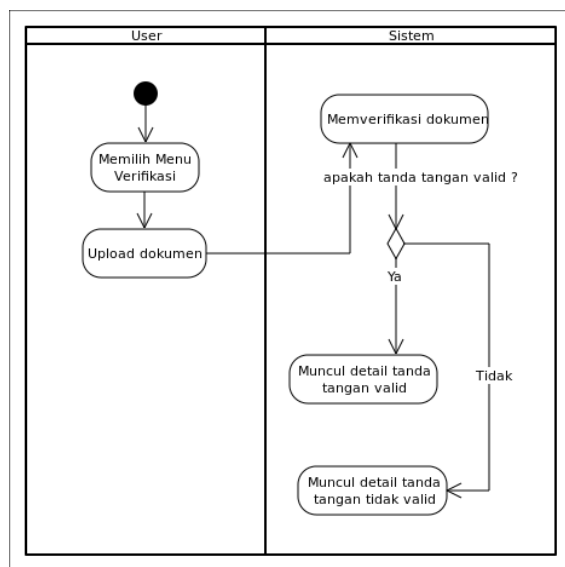 User
Sistem
Memilih Menu
Verifikasi
Upload dokumen
Memverifikasi dokumen
apakah tanda tangan valid ?
Ya
Tidak
Muncul detail tanda
tangan valid
Muncul detail tanda
tangan tidak valid